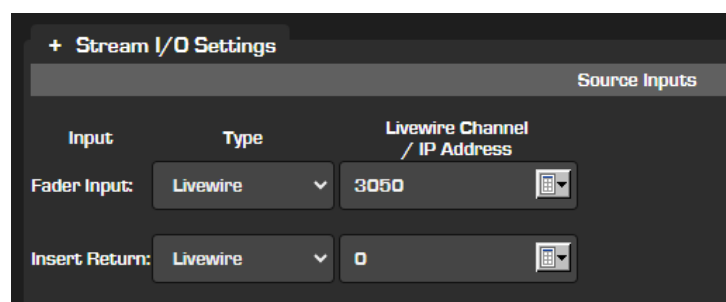 + Stream I/O Settings
Source Inputs
Input Type Livewire Channel
/ IP Address
Fader Input: Livewire 3050
Insert Return: Livewire 0